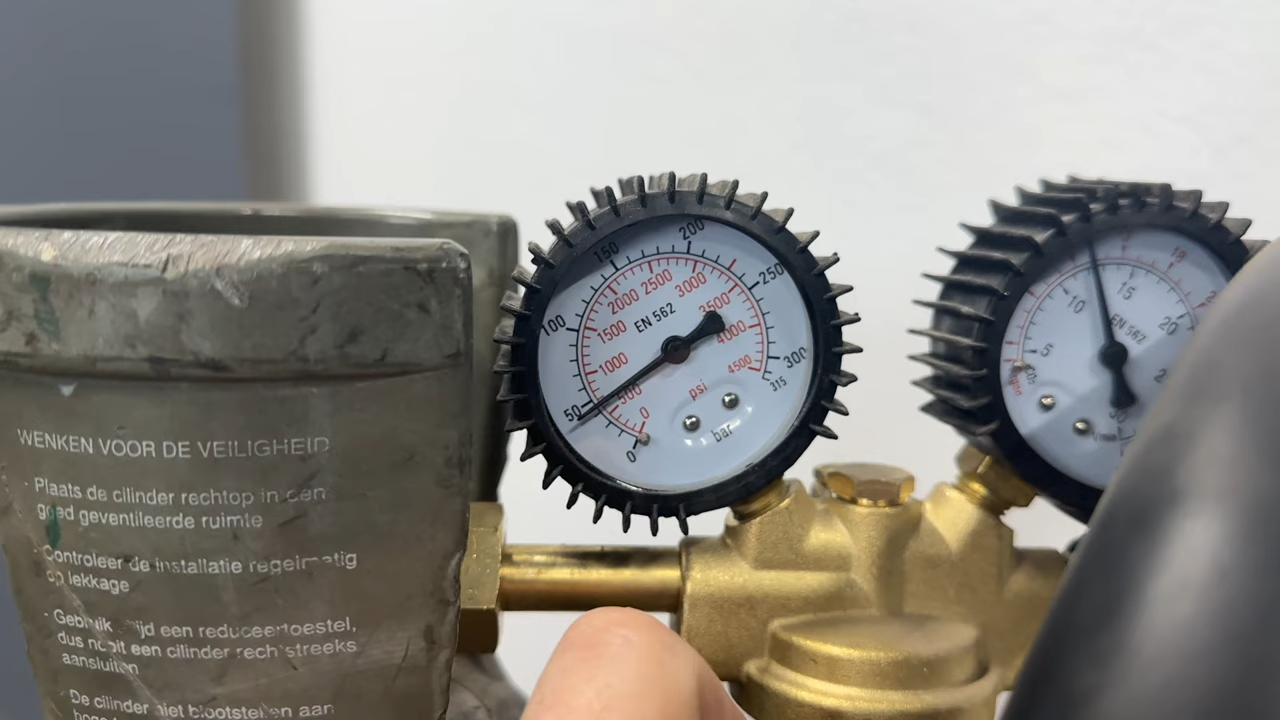 WENKEN VOOR DE VEILIGHEID
- Plaats de cilinder rechtop in een
goed geventileerde ruimte
- Controleer de installatie regelmatig
op lekkage
- Gebruik altijd een reduceertoestel,
dus nooit een cilinder rechtstreeks
aansluiten
- De cilinder niet blootstellen aan
0 50 100 150 200 250 300 315
0 500 1000 1500 2000 2500 3000 3500 4000 4500
EN 562
psi
bar
5 10 15 20
EN 562